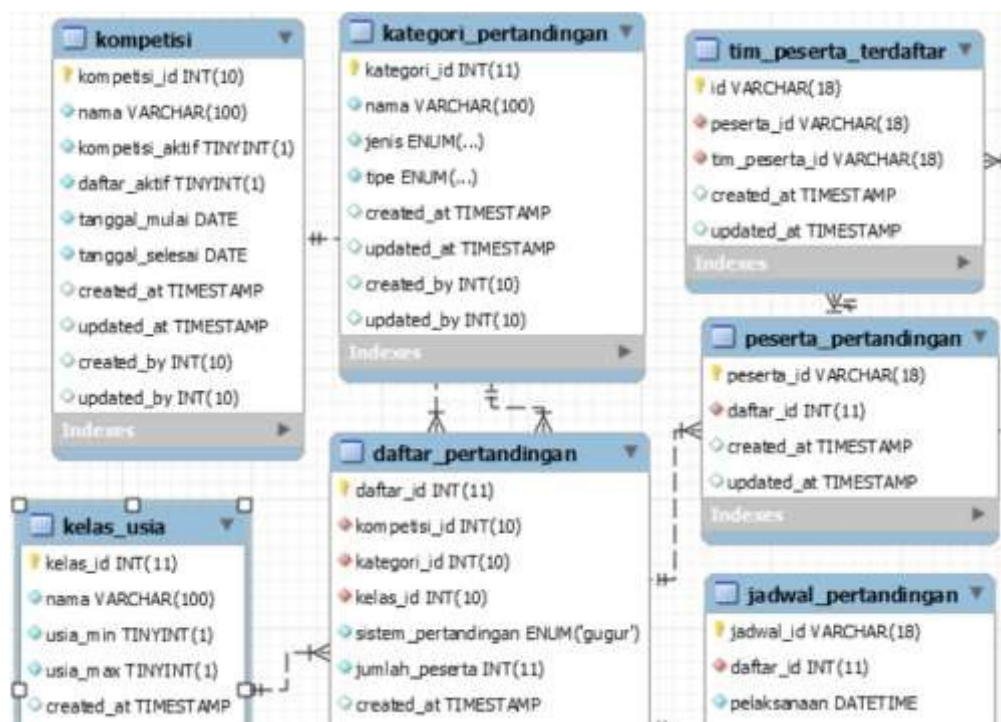 kompetisi
kompetisi_id INT(10)
nama VARCHAR(100)
kompetisi_aktif TINYINT(1)
daftar_aktif TINYINT(1)
tanggal_mulai DATE
tanggal_selesai DATE
created_at TIMESTAMP
updated_at TIMESTAMP
created_by INT(10)
updated_by INT(10)
Indexes
kategori_pertandingan
kategori_id INT(11)
nama VARCHAR(100)
jenis ENUM(...)
tipe ENUM(...)
created_at TIMESTAMP
updated_at TIMESTAMP
created_by INT(10)
updated_by INT(10)
Indexes
tim_peserta_terdaftar
id VARCHAR(18)
peserta_id VARCHAR(18)
tim_peserta_id VARCHAR(18)
created_at TIMESTAMP
updated_at TIMESTAMP
Indexes
peserta_pertandingan
peserta_id VARCHAR(18)
daftar_id INT(11)
created_at TIMESTAMP
updated_at TIMESTAMP
Indexes
kelas_usia
kelas_id INT(11)
nama VARCHAR(100)
usia_min TINYINT(1)
usia_max TINYINT(1)
created_at TIMESTAMP
daftar_pertandingan
daftar_id INT(11)
kompetisi_id INT(10)
kategori_id INT(10)
kelas_id INT(10)
sistem_pertandingan ENUM('gugur')
jumlah_peserta INT(11)
created_at TIMESTAMP
jadwal_pertandingan
jadwal_id VARCHAR(18)
daftar_id INT(11)
pelaksanaan DATETIME